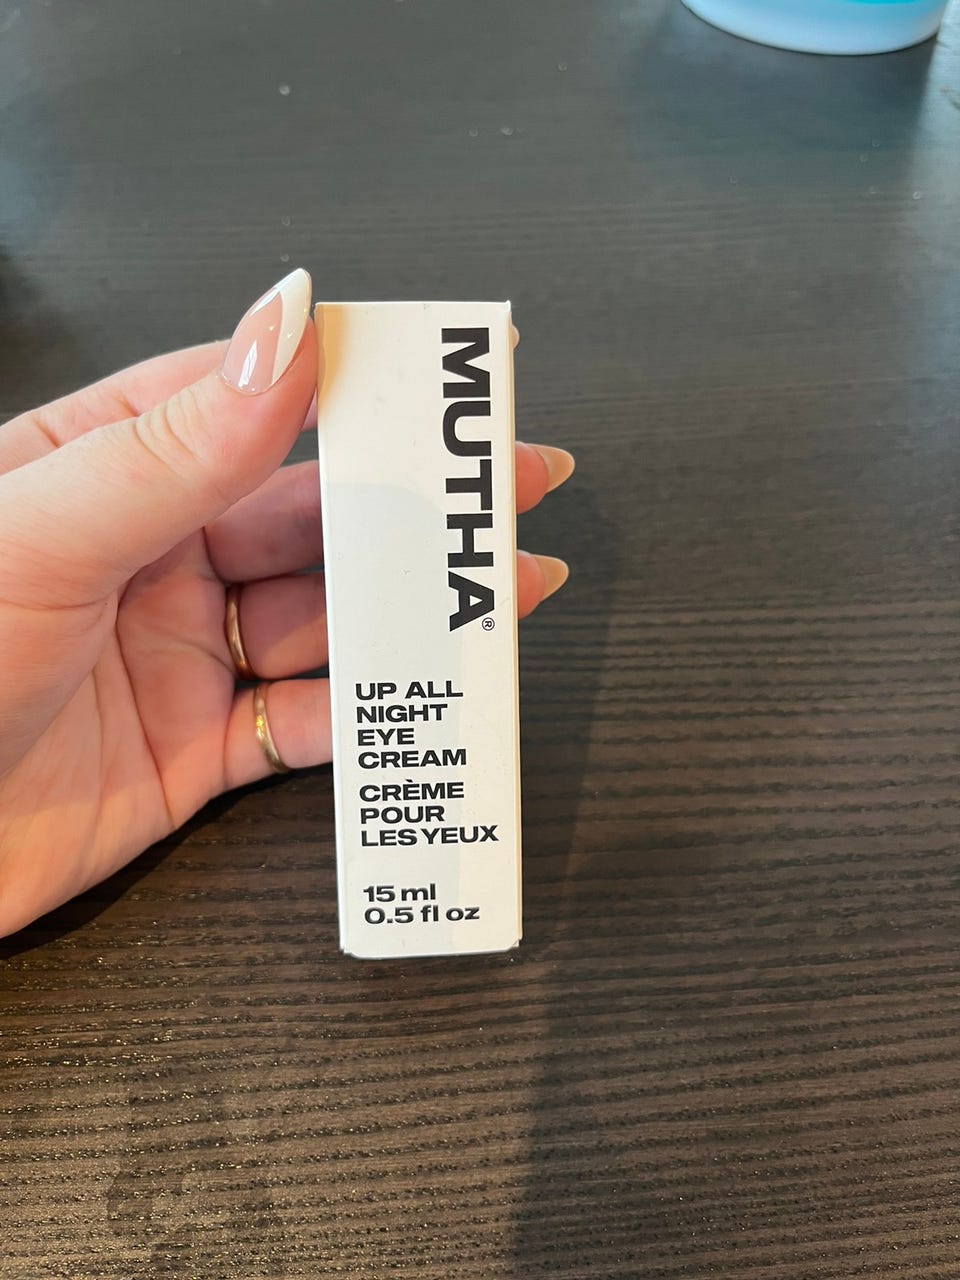 MUTHA®
UP ALL
NIGHT
EYE
CREAM
CRÈME
POUR
LES YEUX
15 ml
0.5 fl oz